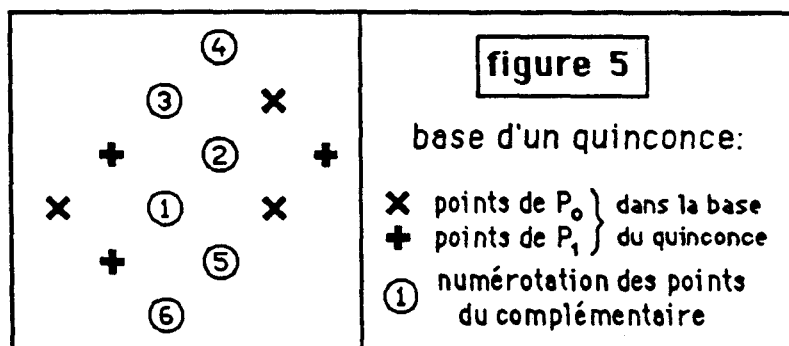 ④
③
②
①
⑤
⑥
figure 5
base d'un quinconce:
× points de P₀ } dans la base
+ points de P₁ } du quinconce
① numérotation des points
du complémentaire